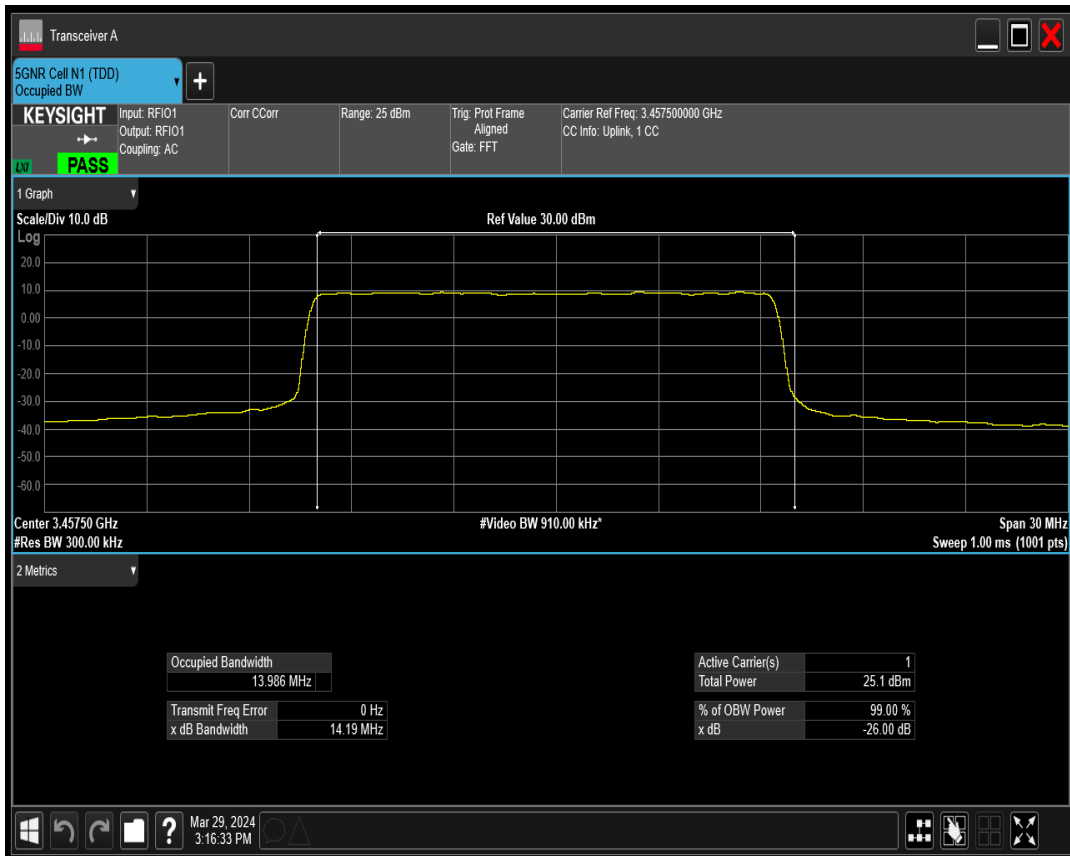 Transceiver A
5GNR Cell N1 (TDD)
Occupied BW
KEYSIGHT
LXI
PASS
Input: RFIO1
Output: RFIO1
Coupling: AC
Corr CCorr
Range: 25 dBm
Trig: Prot Frame
Aligned
Gate: FFT
Carrier Ref Freq: 3.457500000 GHz
CC Info: Uplink, 1 CC
1 Graph
Scale/Div 10.0 dB
Ref Value 30.00 dBm
Log
20.0
10.0
0.00
-10.0
-20.0
-30.0
-40.0
-50.0
-60.0
Center 3.45750 GHz
#Video BW 910.00 kHz*
Span 30 MHz
#Res BW 300.00 kHz
Sweep 1.00 ms (1001 pts)
2 Metrics
Occupied Bandwidth
13.986 MHz
Transmit Freq Error 0 Hz
x dB Bandwidth 14.19 MHz
Active Carrier(s) 1
Total Power 25.1 dBm
% of OBW Power 99.00 %
x dB -26.00 dB
?
Mar 29, 2024
3:16:33 PM